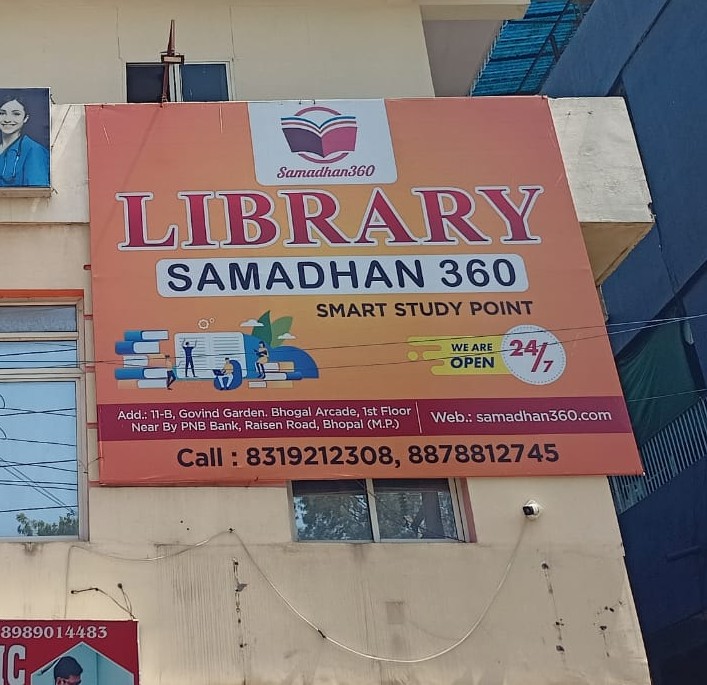 Samadhan360
LIBRARY
SAMADHAN 360
SMART STUDY POINT
WE ARE
OPEN
24/7
Add.: 11-B, Govind Garden. Bhogal Arcade, 1st Floor
Near By PNB Bank, Raisen Road, Bhopal (M.P.)
Web.: samadhan360.com
Call : 8319212308, 8878812745
8989014483
IC